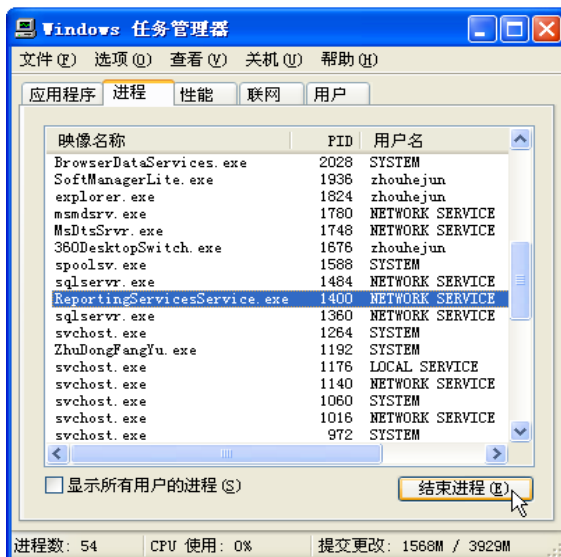 Windows 任务管理器
文件(F) 选项(O) 查看(V) 关机(U) 帮助(H)
应用程序 进程 性能 联网 用户
映像名称 PID 用户名
BrowserDataServices.exe 2028 SYSTEM
SoftManagerLite.exe 1936 zhouhejun
explorer.exe 1824 zhouhejun
msmdsrv.exe 1780 NETWORK SERVICE
MsDtsSrvr.exe 1748 NETWORK SERVICE
360DesktopSwitch.exe 1676 zhouhejun
spoolsv.exe 1588 SYSTEM
sqlservr.exe 1484 NETWORK SERVICE
ReportingServicesService.exe 1400 NETWORK SERVICE
sqlservr.exe 1360 NETWORK SERVICE
svchost.exe 1264 SYSTEM
ZhuDongFangYu.exe 1192 SYSTEM
svchost.exe 1176 LOCAL SERVICE
svchost.exe 1140 NETWORK SERVICE
svchost.exe 1060 SYSTEM
svchost.exe 1016 NETWORK SERVICE
svchost.exe 972 SYSTEM
显示所有用户的进程(S) 结束进程(E)
进程数: 54 CPU 使用: 0% 提交更改: 1568M / 3929M